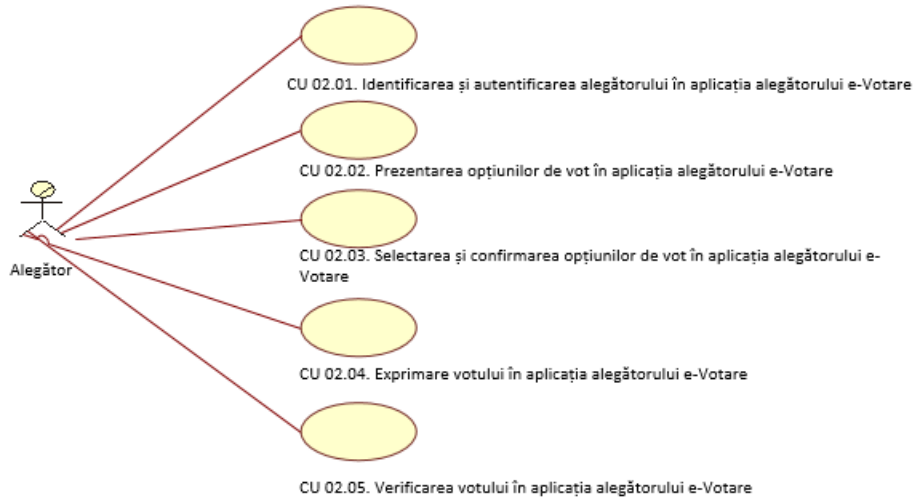 CU 02.01. Identificarea și autentificarea alegătorului în aplicația alegătorului e-Votare
CU 02.02. Prezentarea opțiunilor de vot în aplicația alegătorului e-Votare
CU 02.03. Selectarea și confirmarea opțiunilor de vot în aplicația alegătorului e-
Votare
Alegător
CU 02.04. Exprimare votului în aplicația alegătorului e-Votare
CU 02.05. Verificarea votului în aplicația alegătorului e-Votare